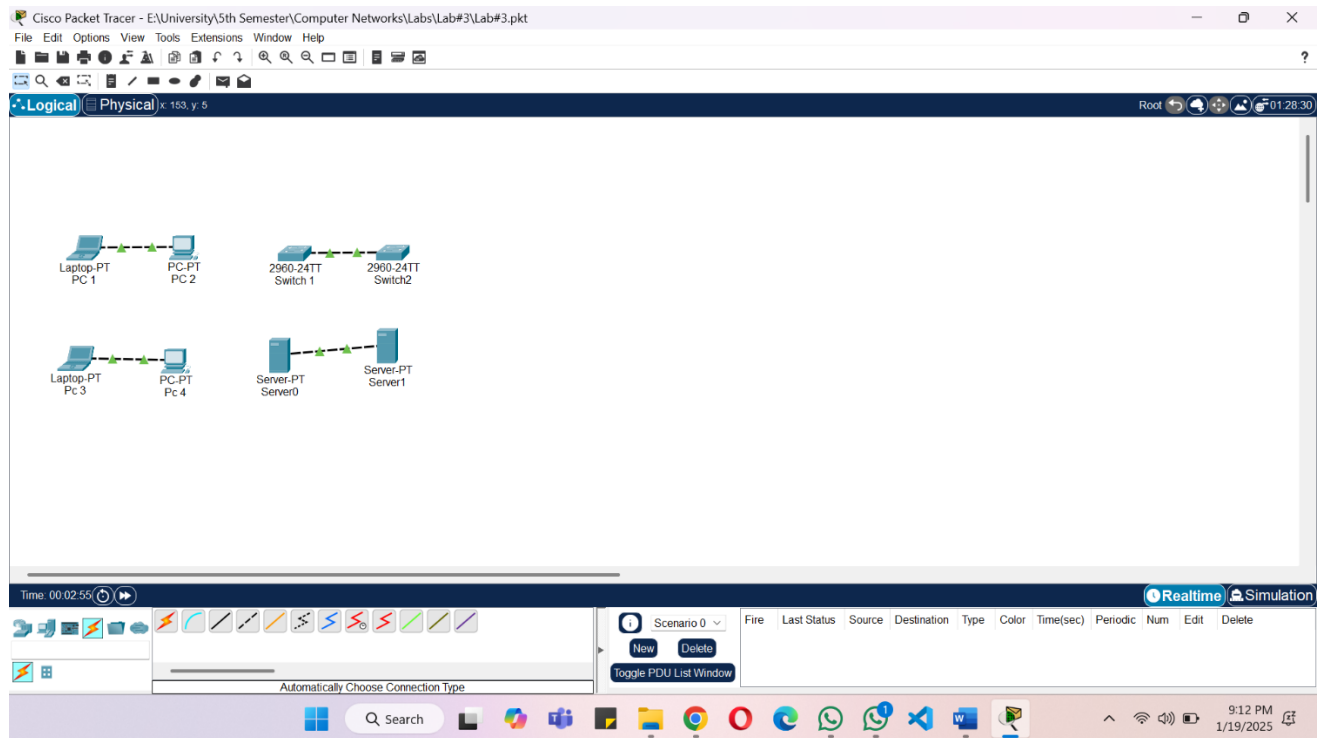 Cisco Packet Tracer - E:\University\5th Semester\Computer Networks\Labs\Lab#3\Lab#3.pkt
File Edit Options View Tools Extensions Window Help
?
Logical Physical x: 153, y: 5 Root 01:28:30
Laptop-PT PC-PT 2960-24TT 2960-24TT
PC 1 PC 2 Switch 1 Switch2
Laptop-PT PC-PT Server-PT Server-PT
Pc 3 Pc 4 Server0 Server1
Time: 00:02:55 Realtime Simulation
Scenario 0 Fire Last Status Source Destination Type Color Time(sec) Periodic Num Edit Delete
New Delete
Toggle PDU List Window
Automatically Choose Connection Type
Search
9:12 PM
1/19/2025